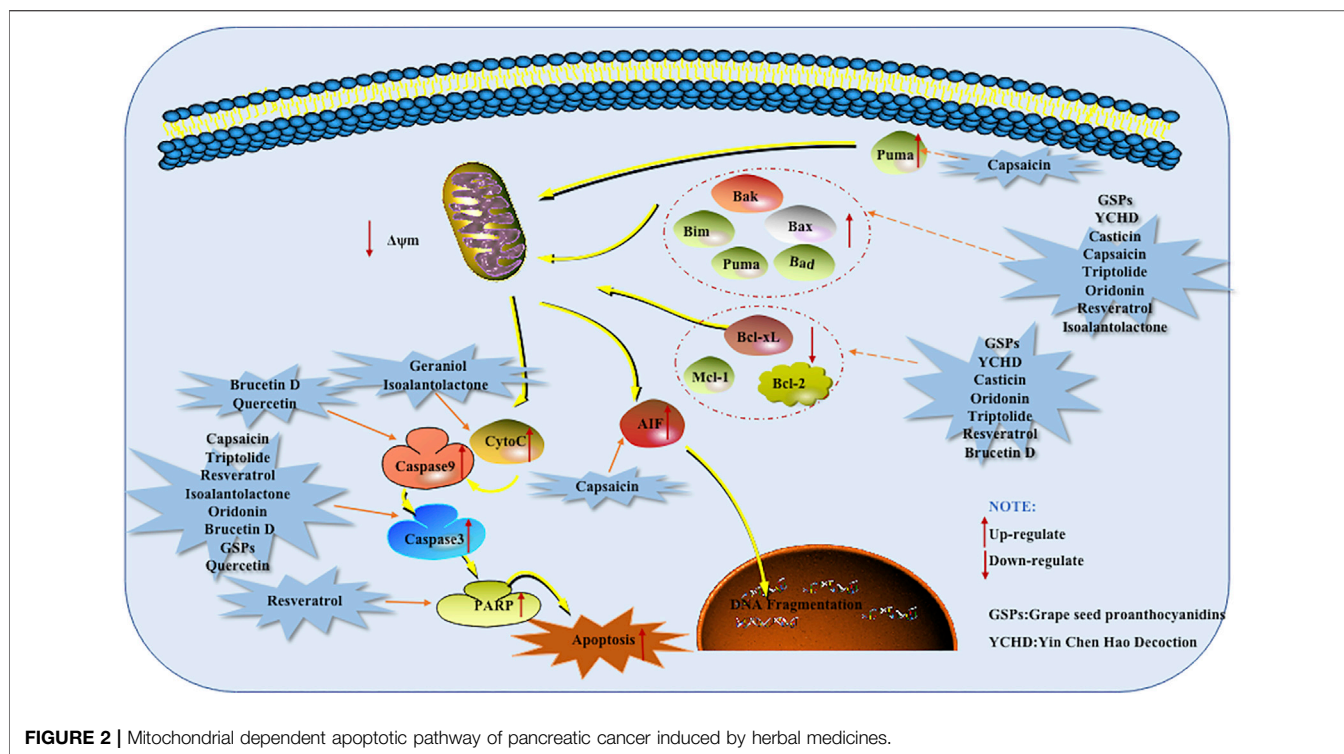 Puma
Capsaicin
Bak
Bim
Bax
Puma
Bad
GSPs
YCHD
Casticin
Capsaicin
Triptolide
Oridonin
Resveratrol
Isoalantolactone
Δψm
Bcl-xL
Mcl-1
Bcl-2
GSPs
YCHD
Casticin
Oridonin
Triptolide
Resveratrol
Brucetin D
Geraniol
Isoalantolactone
Brucetin D
Quercetin
CytoC
AIF
Caspase9
Capsaicin
Capsaicin
Triptolide
Resveratrol
Isoalantolactone
Oridonin
Brucetin D
GSPs
Quercetin
Caspase3
Resveratrol
PARP
Apoptosis
DNA Fragmentation
NOTE:
Up-regulate
Down-regulate
GSPs:Grape seed proanthocyanidins
YCHD:Yin Chen Hao Decoction
FIGURE 2 | Mitochondrial dependent apoptotic pathway of pancreatic cancer induced by herbal medicines.